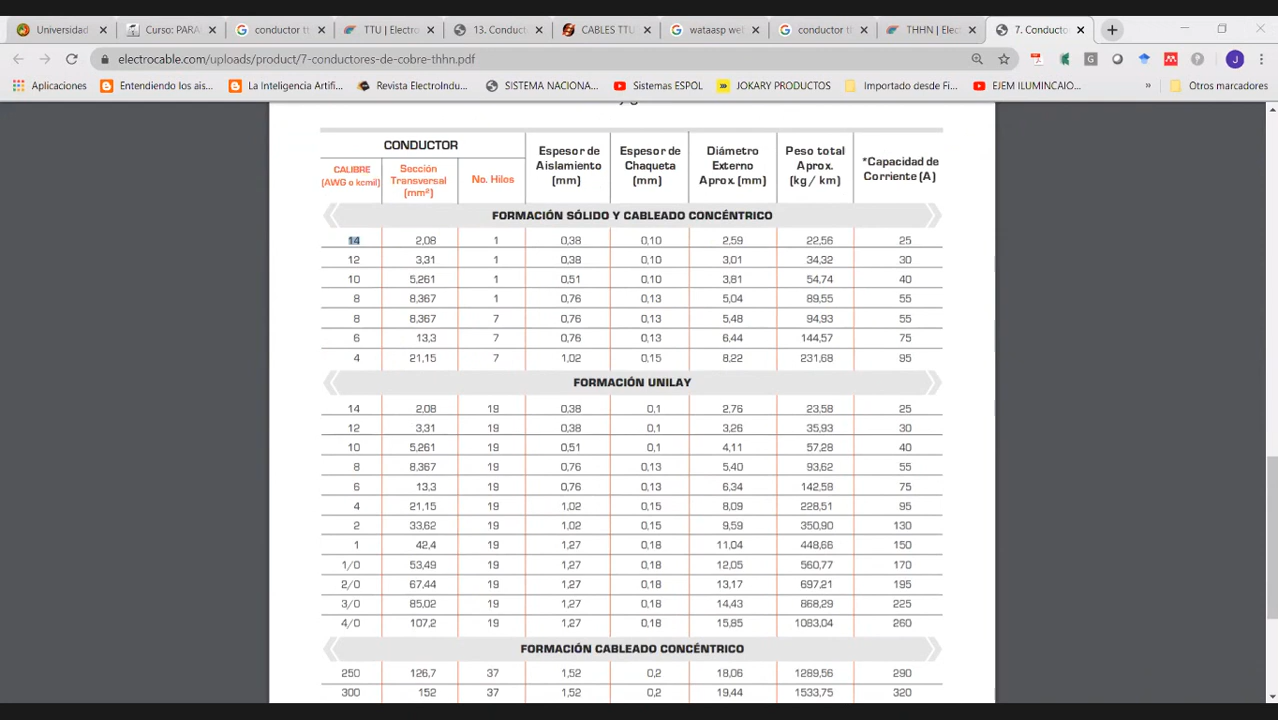 Universidad
Curso: PARA
conductor tt
TTU | Electro
13. Conduct
CABLES TTU
wataasp wel
conductor th
THHN | Elect
7. Conducto
electrocable.com/uploads/product/7-conductores-de-cobre-thhn.pdf
J
Aplicaciones
Entendiendo los ais...
La Inteligencia Artifi...
Revista ElectroIndu...
SISTEMA NACIONA...
Sistemas ESPOL
JOKARY PRODUCTOS
Importado desde Fi...
EJEM ILUMINCAIO...
»
Otros marcadores
CONDUCTOR
CALIBRE
(AWG o kcmil)
Sección
Transversal
(mm²)
No. Hilos
Espesor de
Aislamiento
(mm)
Espesor de
Chaqueta
(mm)
Diámetro
Externo
Aprox. (mm)
Peso total
Aprox.
(kg / km)
*Capacidad de
Corriente (A)
FORMACIÓN SÓLIDO Y CABLEADO CONCÉNTRICO
14 2,08 1 0,38 0,10 2,59 22,56 25
12 3,31 1 0,38 0,10 3,01 34,32 30
10 5,261 1 0,51 0,10 3,81 54,74 40
8 8,367 1 0,76 0,13 5,04 89,55 55
8 8,367 7 0,76 0,13 5,48 94,93 55
6 13,3 7 0,76 0,13 6,44 144,57 75
4 21,15 7 1,02 0,15 8,22 231,68 95
FORMACIÓN UNILAY
14 2,08 19 0,38 0,1 2,76 23,58 25
12 3,31 19 0,38 0,1 3,26 35,93 30
10 5,261 19 0,51 0,1 4,11 57,28 40
8 8,367 19 0,76 0,13 5,40 93,62 55
6 13,3 19 0,76 0,13 6,34 142,58 75
4 21,15 19 1,02 0,15 8,09 228,51 95
2 33,62 19 1,02 0,15 9,59 350,90 130
1 42,4 19 1,27 0,18 11,04 448,66 150
1/0 53,49 19 1,27 0,18 12,05 560,77 170
2/0 67,44 19 1,27 0,18 13,17 697,21 195
3/0 85,02 19 1,27 0,18 14,43 868,29 225
4/0 107,2 19 1,27 0,18 15,85 1083,04 260
FORMACIÓN CABLEADO CONCÉNTRICO
250 126,7 37 1,52 0,2 18,06 1289,56 290
300 152 37 1,52 0,2 19,44 1533,75 320